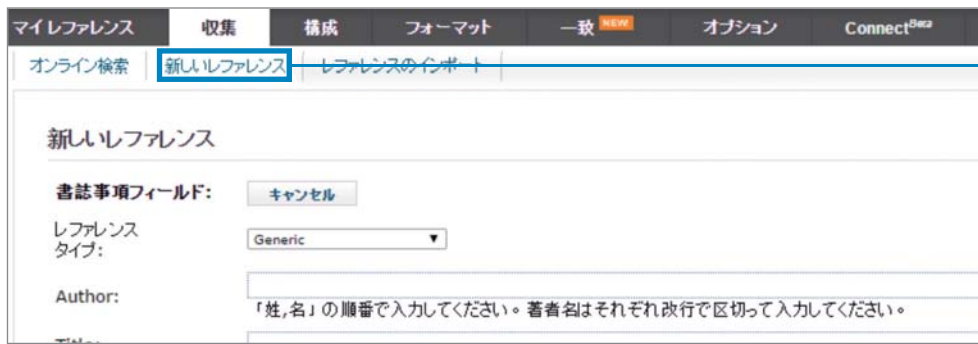 マイレファレンス 収集 構成 フォーマット 一致 NEW オプション Connect Beta
オンライン検索 新しいレファレンス レファレンスのインポート
新しいレファレンス
書誌事項フィールド: キャンセル
レファレンス
タイプ: Generic
Author:
「姓,名」の順番で入力してください。著者名はそれぞれ改行で区切って入力してください。